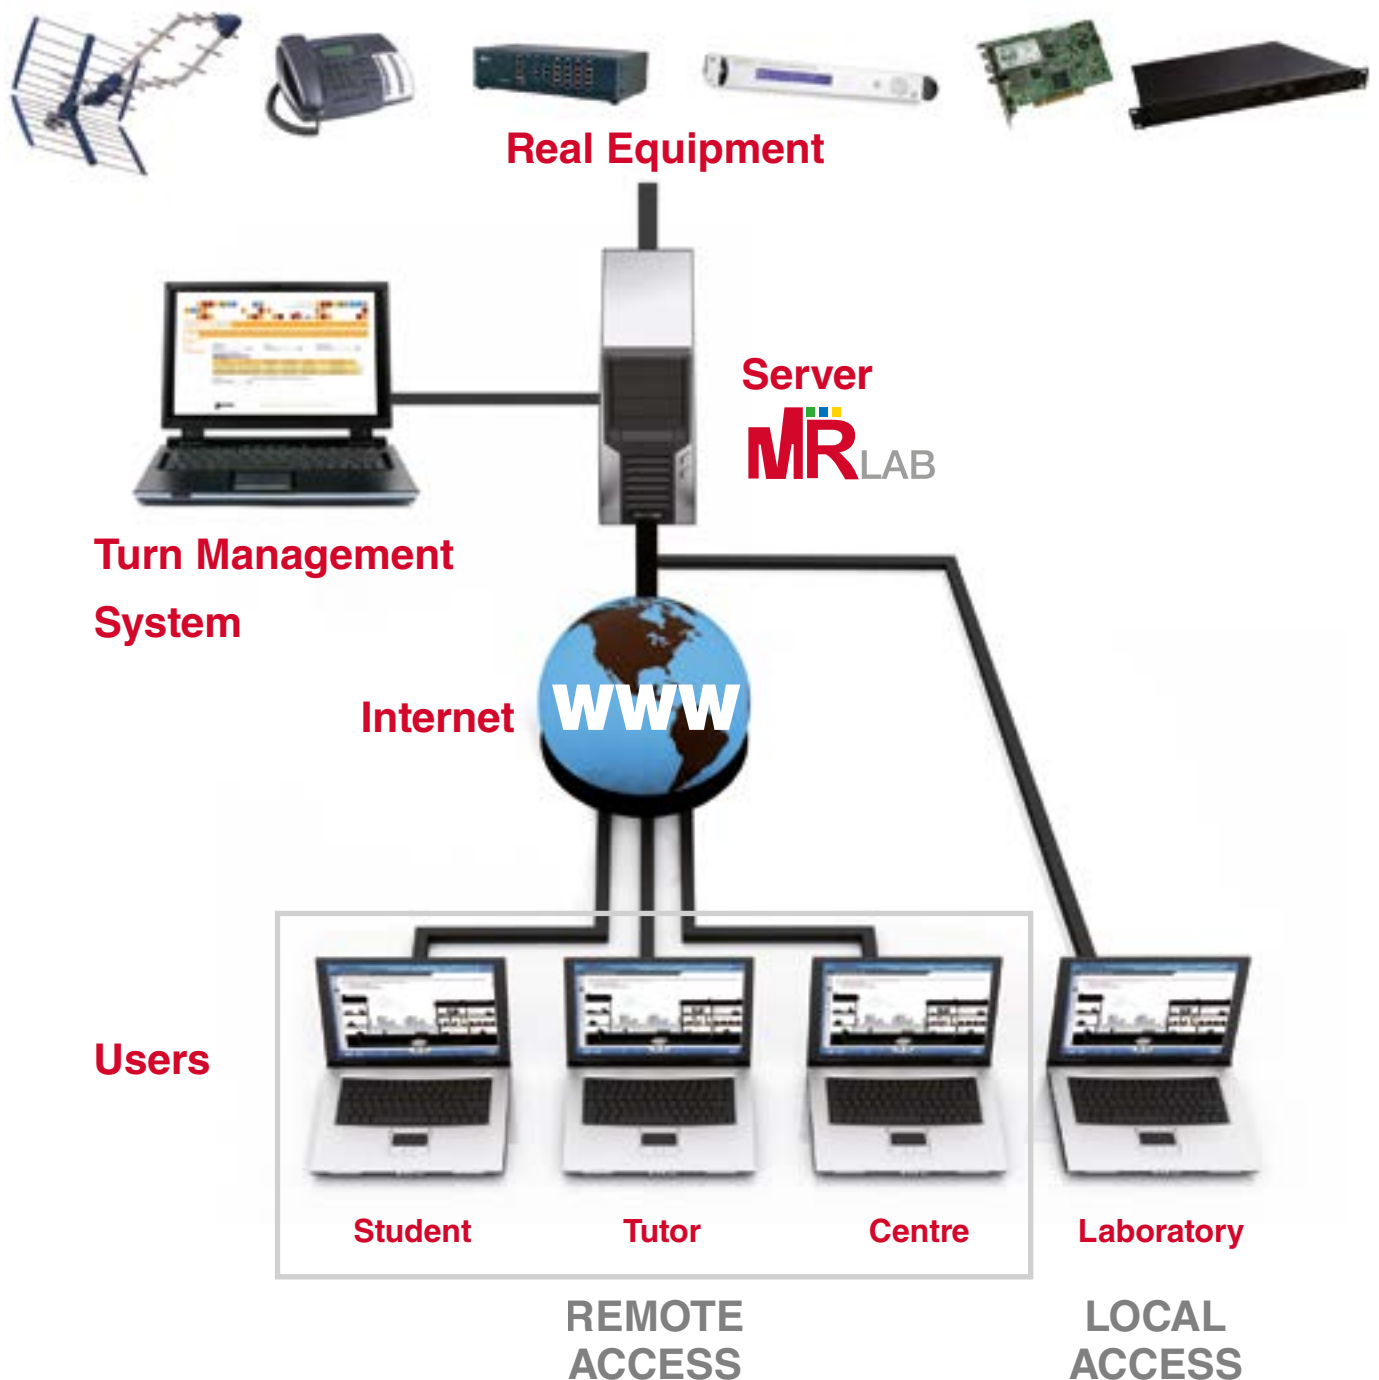 Real Equipment
Server
MR LAB
Turn Management
System
Internet
WWW
Users
Student
Tutor
Centre
Laboratory
REMOTE
ACCESS
LOCAL
ACCESS